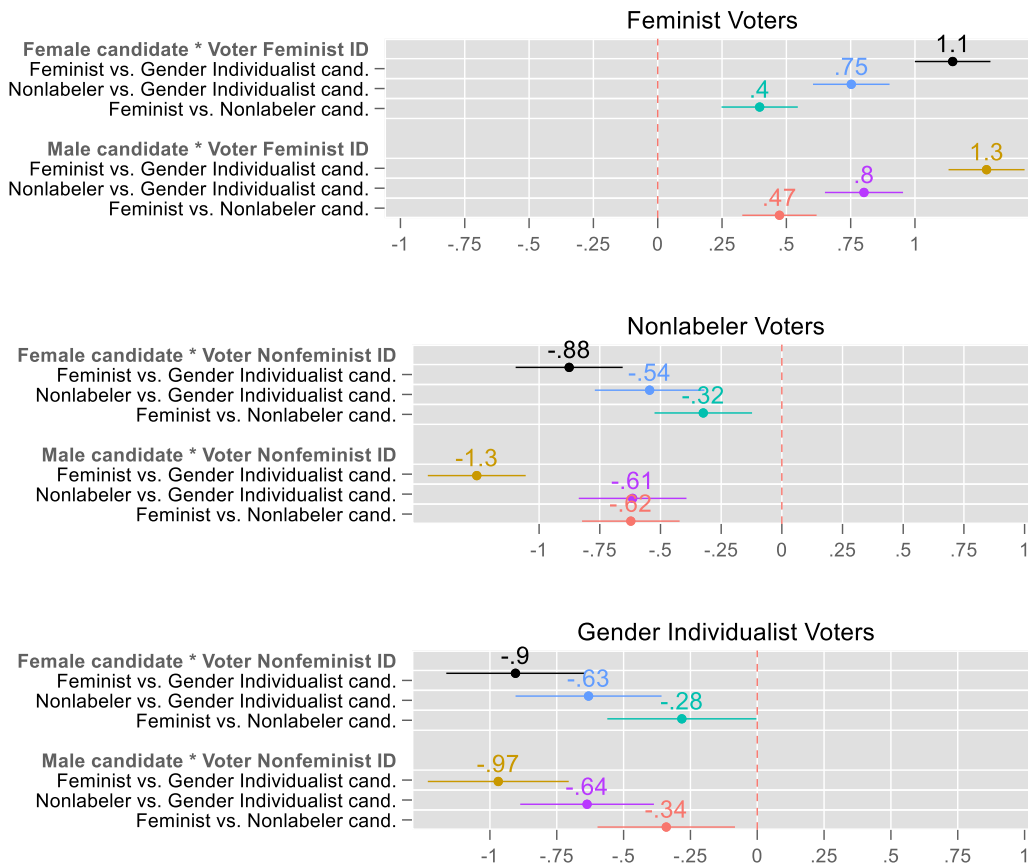 Feminist Voters
Female candidate * Voter Feminist ID
1.1
Feminist vs. Gender Individualist cand.
.75
Nonlabeler vs. Gender Individualist cand.
.4
Feminist vs. Nonlabeler cand.
Male candidate * Voter Feminist ID
1.3
Feminist vs. Gender Individualist cand.
.8
Nonlabeler vs. Gender Individualist cand.
.47
Feminist vs. Nonlabeler cand.
-1 -.75 -.5 -.25 0 .25 .5 .75 1
Nonlabeler Voters
Female candidate * Voter Nonfeminist ID
-.88
Feminist vs. Gender Individualist cand.
-.54
Nonlabeler vs. Gender Individualist cand.
-.32
Feminist vs. Nonlabeler cand.
Male candidate * Voter Nonfeminist ID
-1.3
Feminist vs. Gender Individualist cand.
-.61
Nonlabeler vs. Gender Individualist cand.
-.62
Feminist vs. Nonlabeler cand.
-1 -.75 -.5 -.25 0 .25 .5 .75 1
Gender Individualist Voters
Female candidate * Voter Nonfeminist ID
-.9
Feminist vs. Gender Individualist cand.
-.63
Nonlabeler vs. Gender Individualist cand.
-.28
Feminist vs. Nonlabeler cand.
Male candidate * Voter Nonfeminist ID
-.97
Feminist vs. Gender Individualist cand.
-.64
Nonlabeler vs. Gender Individualist cand.
-.34
Feminist vs. Nonlabeler cand.
-1 -.75 -.5 -.25 0 .25 .5 .75 1